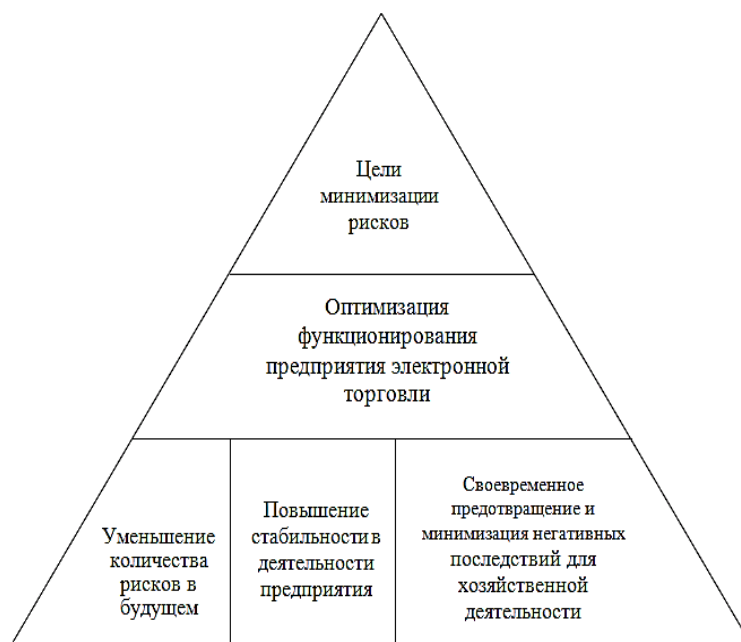 Цели
минимизации
рисков
Оптимизация
функционирования
предприятия электронной
торговли
Уменьшение
количества
рисков в
будущем
Повышение
стабильности в
деятельности
предприятия
Своевременное
предотвращение и
минимизация негативных
последствий для
хозяйственной
деятельности